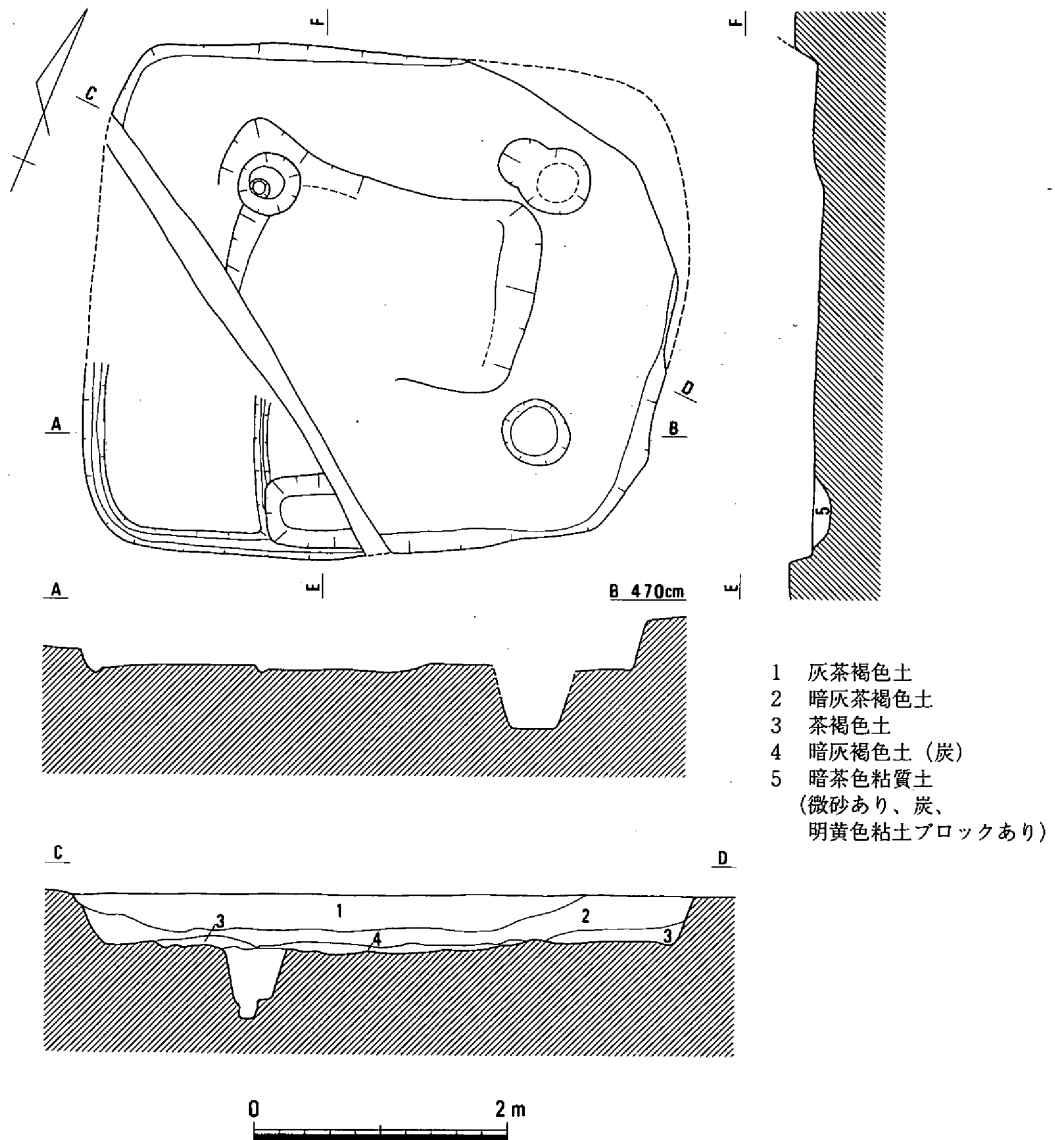 F
F
C
D
A
B
E
E
A
B 470cm
5
1 灰茶褐色土
2 暗灰茶褐色土
3 茶褐色土
4 暗灰褐色土（炭）
5 暗茶色粘質土
（微砂あり、炭、
明黄色粘土ブロックあり）
C
D
1
2
3
4
3
0
2 m